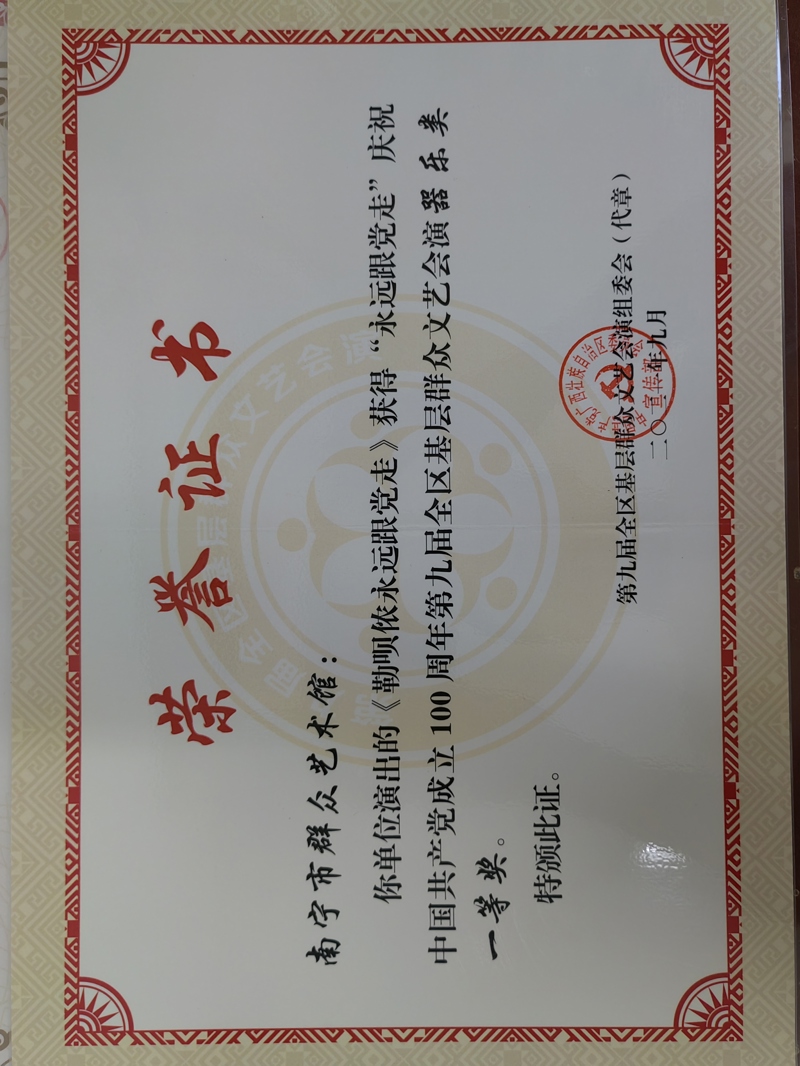 荣誉证书
南宁市群众艺术馆：
你单位演出的《勒呗侬永远跟党走》获得“永远跟党走”庆祝
中国共产党成立100周年第九届全区基层群众文艺会演器乐类
一等奖。
特颁此证。
第九届全区基层群众文艺会演组委会（代章）
二〇二一年九月